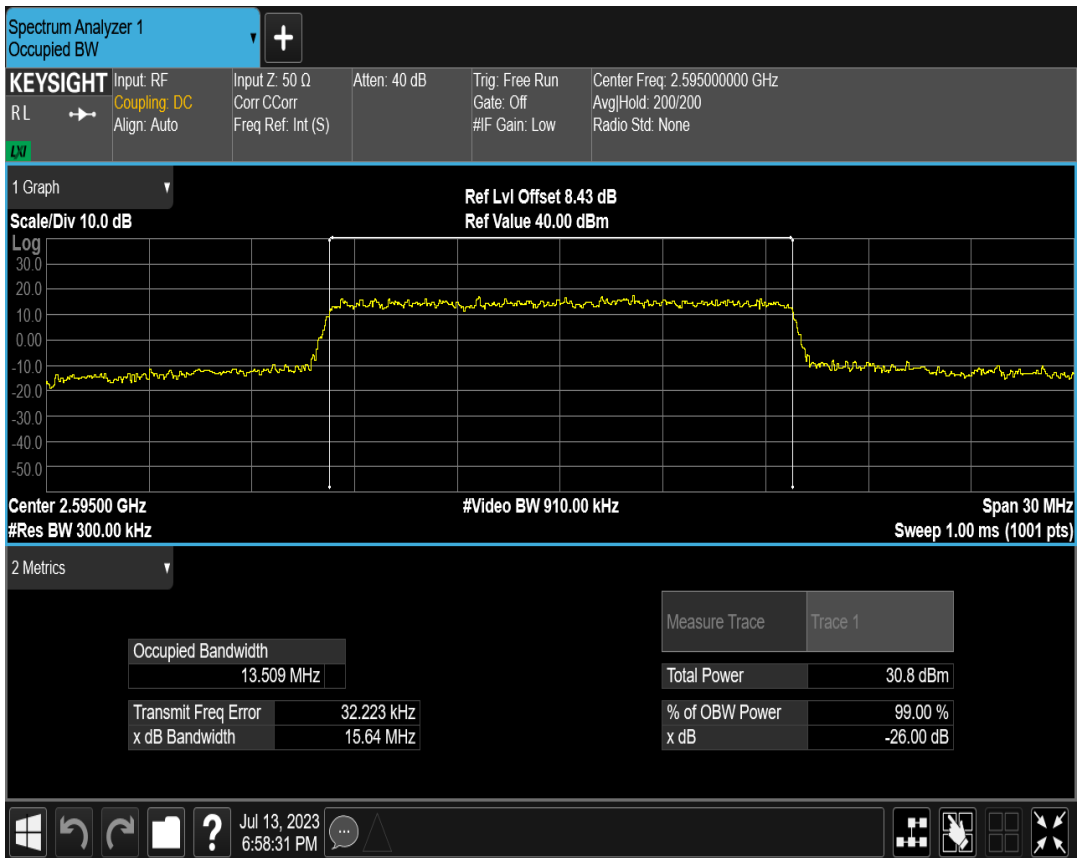 Spectrum Analyzer 1
Occupied BW
+
KEYSIGHT
R L
LXI
Input: RF
Coupling: DC
Align: Auto
Input Z: 50 Ω
Corr CCorr
Freq Ref: Int (S)
Atten: 40 dB
Trig: Free Run
Gate: Off
#IF Gain: Low
Center Freq: 2.595000000 GHz
Avg|Hold: 200/200
Radio Std: None
1 Graph
Scale/Div 10.0 dB
Ref Lvl Offset 8.43 dB
Ref Value 40.00 dBm
Log
30.0
20.0
10.0
0.00
-10.0
-20.0
-30.0
-40.0
-50.0
Center 2.59500 GHz
#Video BW 910.00 kHz
Span 30 MHz
#Res BW 300.00 kHz
Sweep 1.00 ms (1001 pts)
2 Metrics
Measure Trace Trace 1
Occupied Bandwidth
13.509 MHz
Total Power 30.8 dBm
Transmit Freq Error 32.223 kHz
% of OBW Power 99.00 %
x dB Bandwidth 15.64 MHz
x dB -26.00 dB
?
Jul 13, 2023
6:58:31 PM